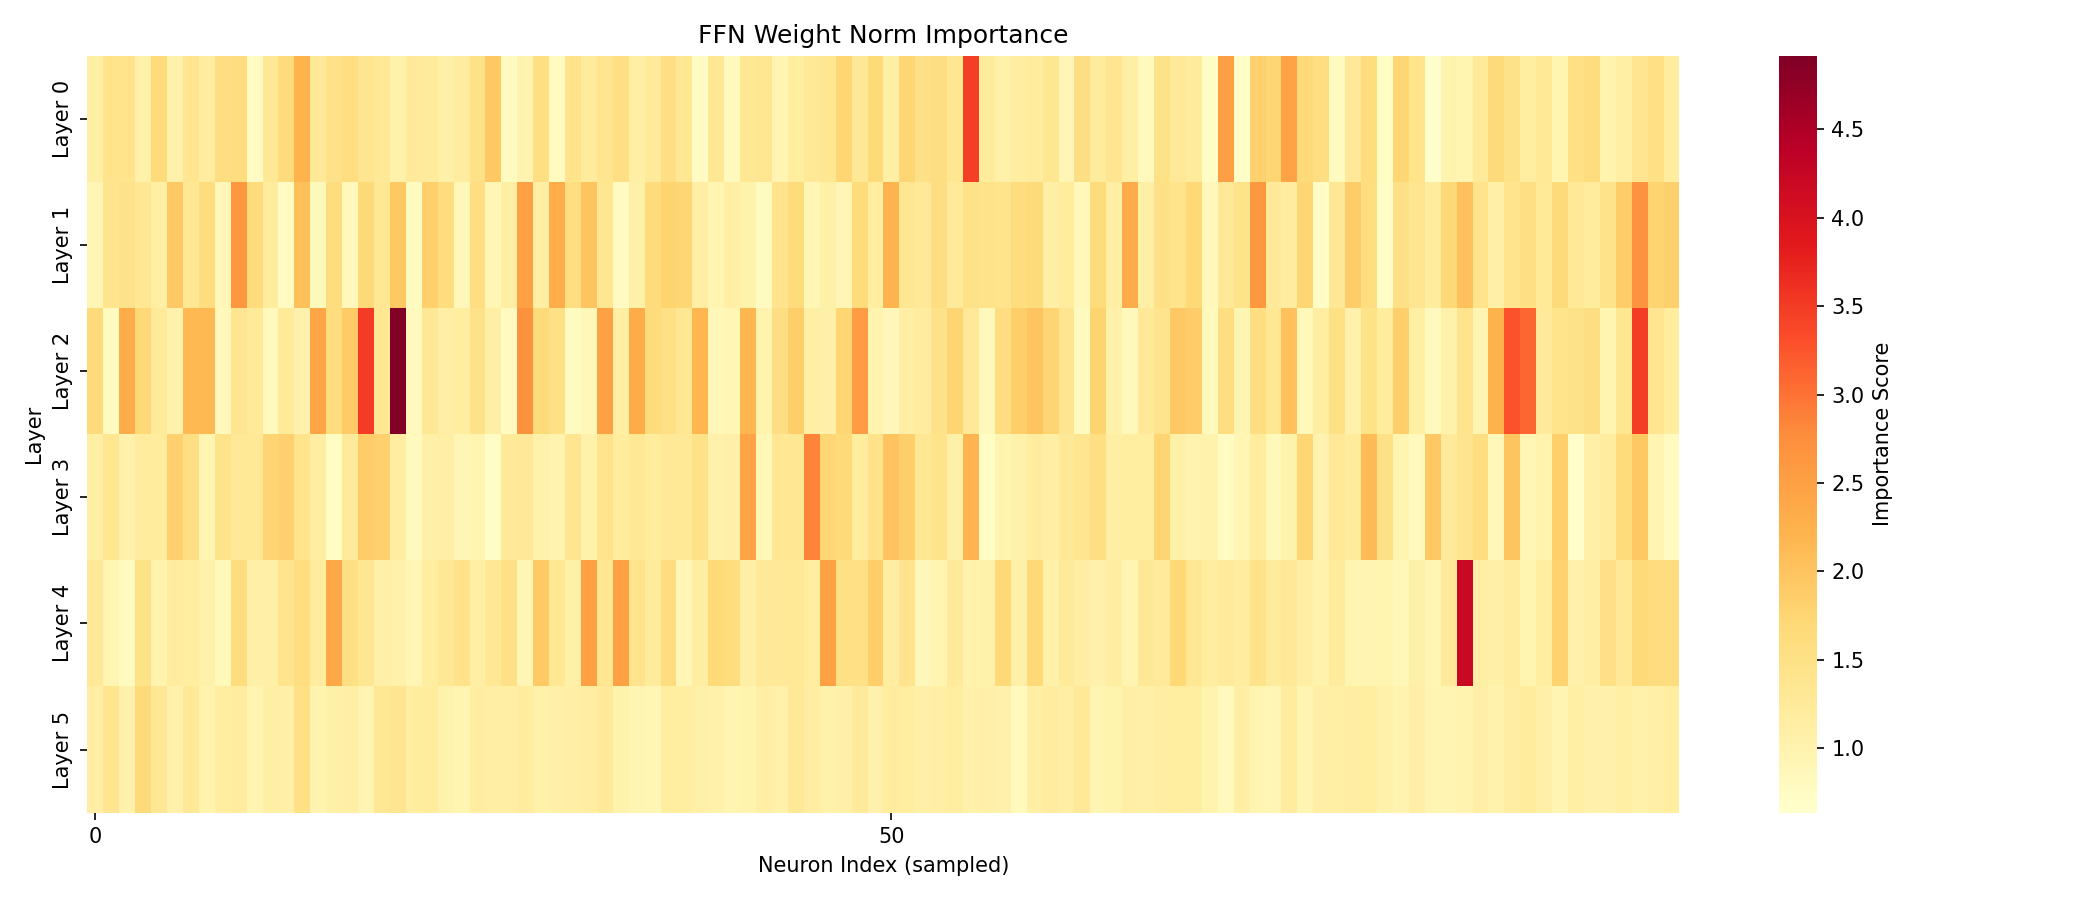 FFN Weight Norm Importance
Layer
Layer 0
Layer 1
Layer 2
Layer 3
Layer 4
Layer 5
0
50
Neuron Index (sampled)
4.5
4.0
3.5
3.0
2.5
2.0
1.5
1.0
Importance Score